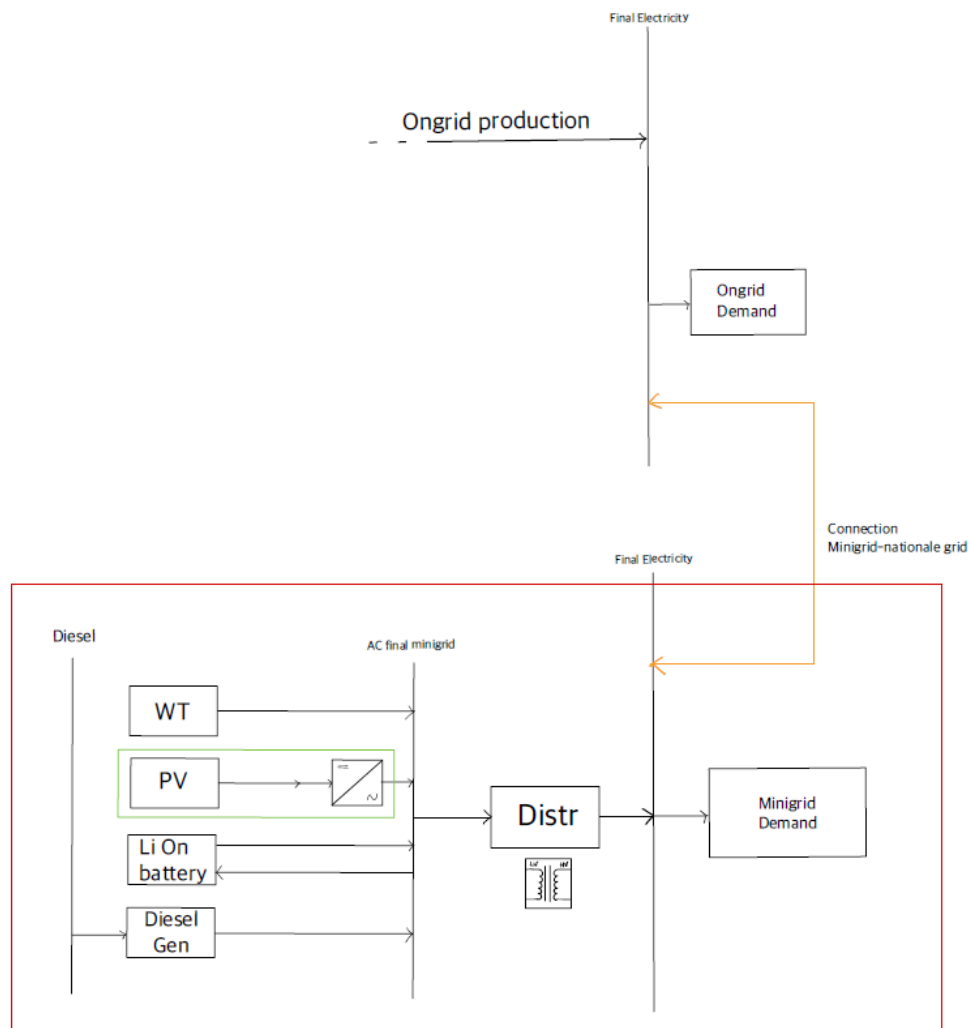 Final Electricity
Ongrid production
Ongrid
Demand
Connection
Minigrid-nationale grid
Final Electricity
Diesel
AC final minigrid
WT
PV
Li On
battery
Diesel
Gen
Distr
Minigrid
Demand